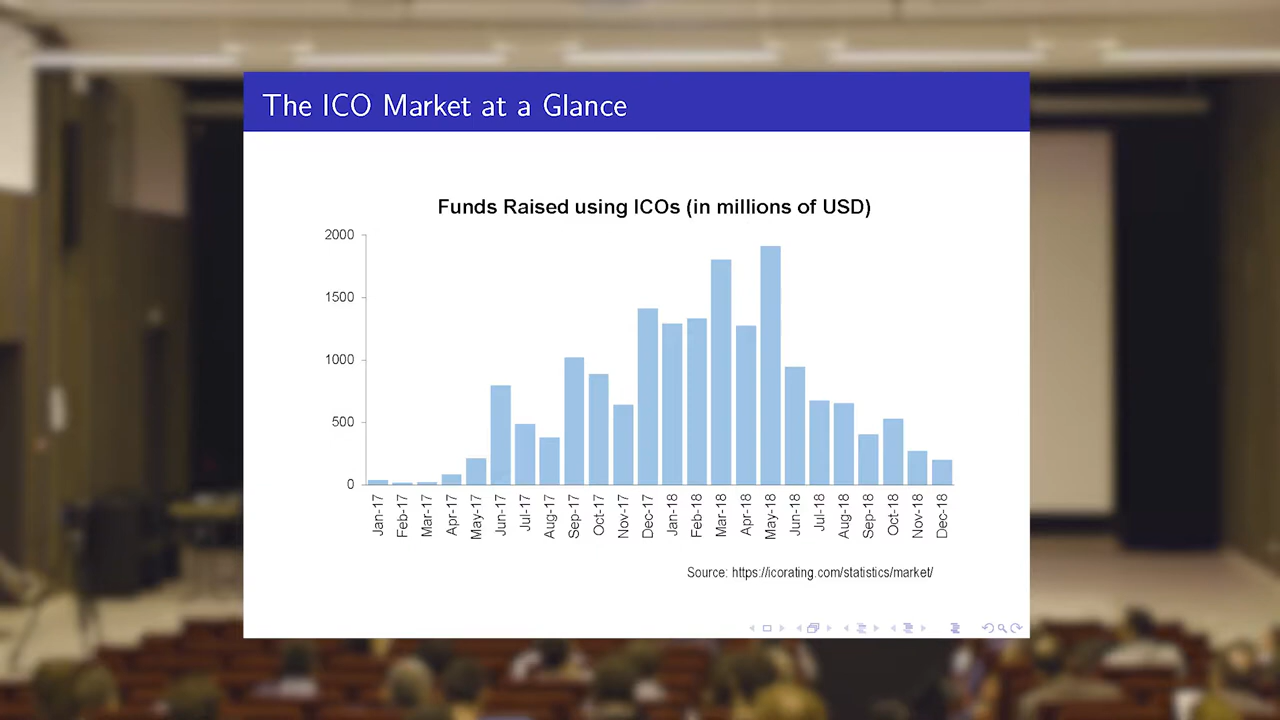 The ICO Market at a Glance
Funds Raised using ICOs (in millions of USD)
2000
1500
1000
500
0
Jan-17 Feb-17 Mar-17 Apr-17 May-17 Jun-17 Jul-17 Aug-17 Sep-17 Oct-17 Nov-17 Dec-17 Jan-18 Feb-18 Mar-18 Apr-18 May-18 Jun-18 Jul-18 Aug-18 Sep-18 Oct-18 Nov-18 Dec-18
Source: https://icorating.com/statistics/market/